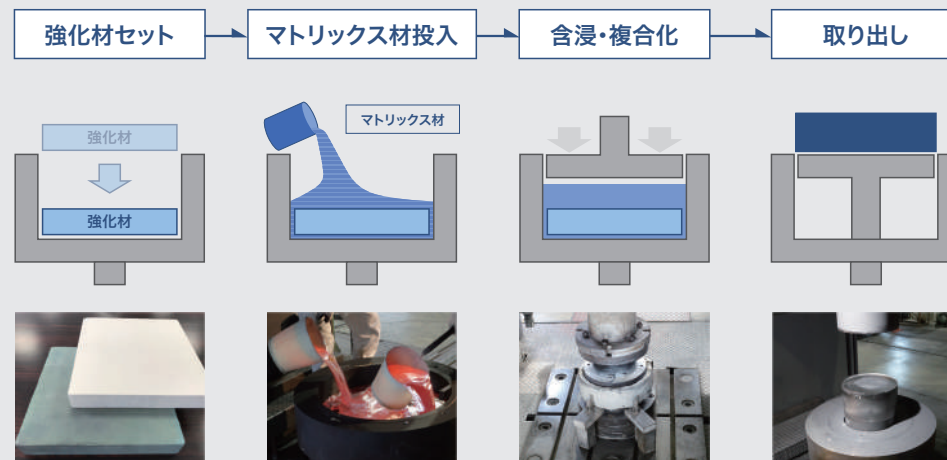 強化材セット
マトリックス材投入
含浸・複合化
取り出し
強化材
強化材
マトリックス材